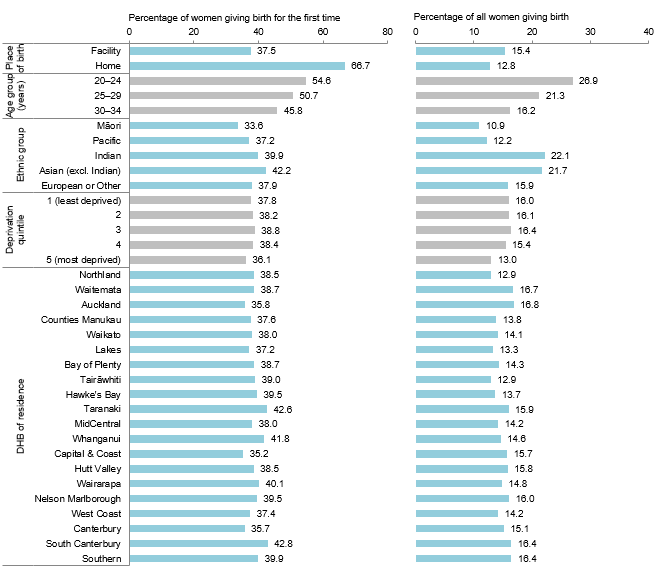 Percentage of women giving birth for the first time
Percentage of all women giving birth
0 20 40 60 80
0 10 20 30 40
Place of birth
Facility 37.5 15.4
Home 66.7 12.8
Age group (years)
20–24 54.6 26.9
25–29 50.7 21.3
30–34 45.8 16.2
Ethnic group
Māori 33.6 10.9
Pacific 37.2 12.2
Indian 39.9 22.1
Asian (excl. Indian) 42.2 21.7
European or Other 37.9 15.9
Deprivation quintile
1 (least deprived) 37.8 16.0
2 38.2 16.1
3 38.8 16.4
4 38.4 15.4
5 (most deprived) 36.1 13.0
DHB of residence
Northland 38.5 12.9
Waitemata 38.7 16.7
Auckland 35.8 16.8
Counties Manukau 37.6 13.8
Waikato 38.0 14.1
Lakes 37.2 13.3
Bay of Plenty 38.7 14.3
Tairāwhiti 39.0 12.9
Hawke's Bay 39.5 13.7
Taranaki 42.6 15.9
MidCentral 38.0 14.2
Whanganui 41.8 14.6
Capital & Coast 35.2 15.7
Hutt Valley 38.5 15.8
Wairarapa 40.1 14.8
Nelson Marlborough 39.5 16.0
West Coast 37.4 14.2
Canterbury 35.7 15.1
South Canterbury 42.8 16.4
Southern 39.9 16.4